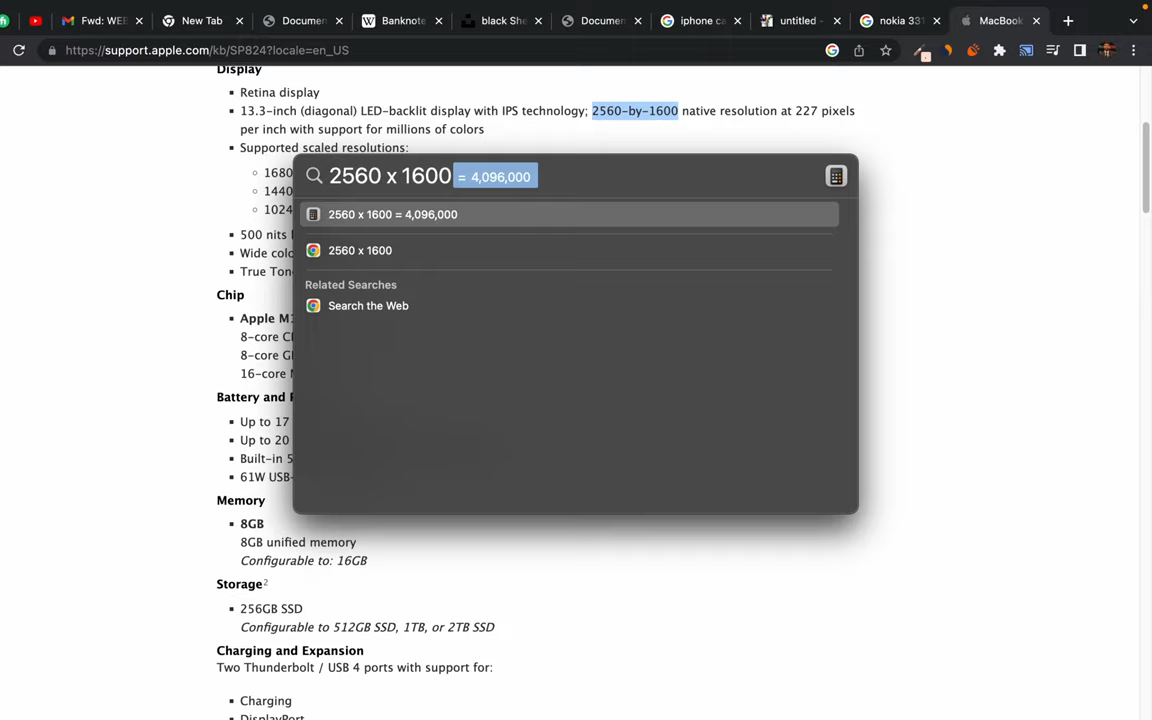 Fwd: WEB
New Tab
Documen
Banknote
black She
Documen
iphone ca
untitled -
nokia 331
MacBook
https://support.apple.com/kb/SP824?locale=en_US
Display
Retina display
13.3-inch (diagonal) LED-backlit display with IPS technology; 2560-by-1600 native resolution at 227 pixels
per inch with support for millions of colors
Supported scaled resolutions:
2560 x 1600 = 4,096,000
1680
1440
2560 x 1600 = 4,096,000
1024
500 nits
2560 x 1600
Wide colo
True Ton
Related Searches
Chip
Search the Web
Apple M1
8-core C
8-core G
16-core
Battery and
Up to 17
Up to 20
Built-in 5
61W USB-
Memory
8GB
8GB unified memory
Configurable to: 16GB
Storage2
256GB SSD
Configurable to 512GB SSD, 1TB, or 2TB SSD
Charging and Expansion
Two Thunderbolt / USB 4 ports with support for:
Charging
DisplayPort